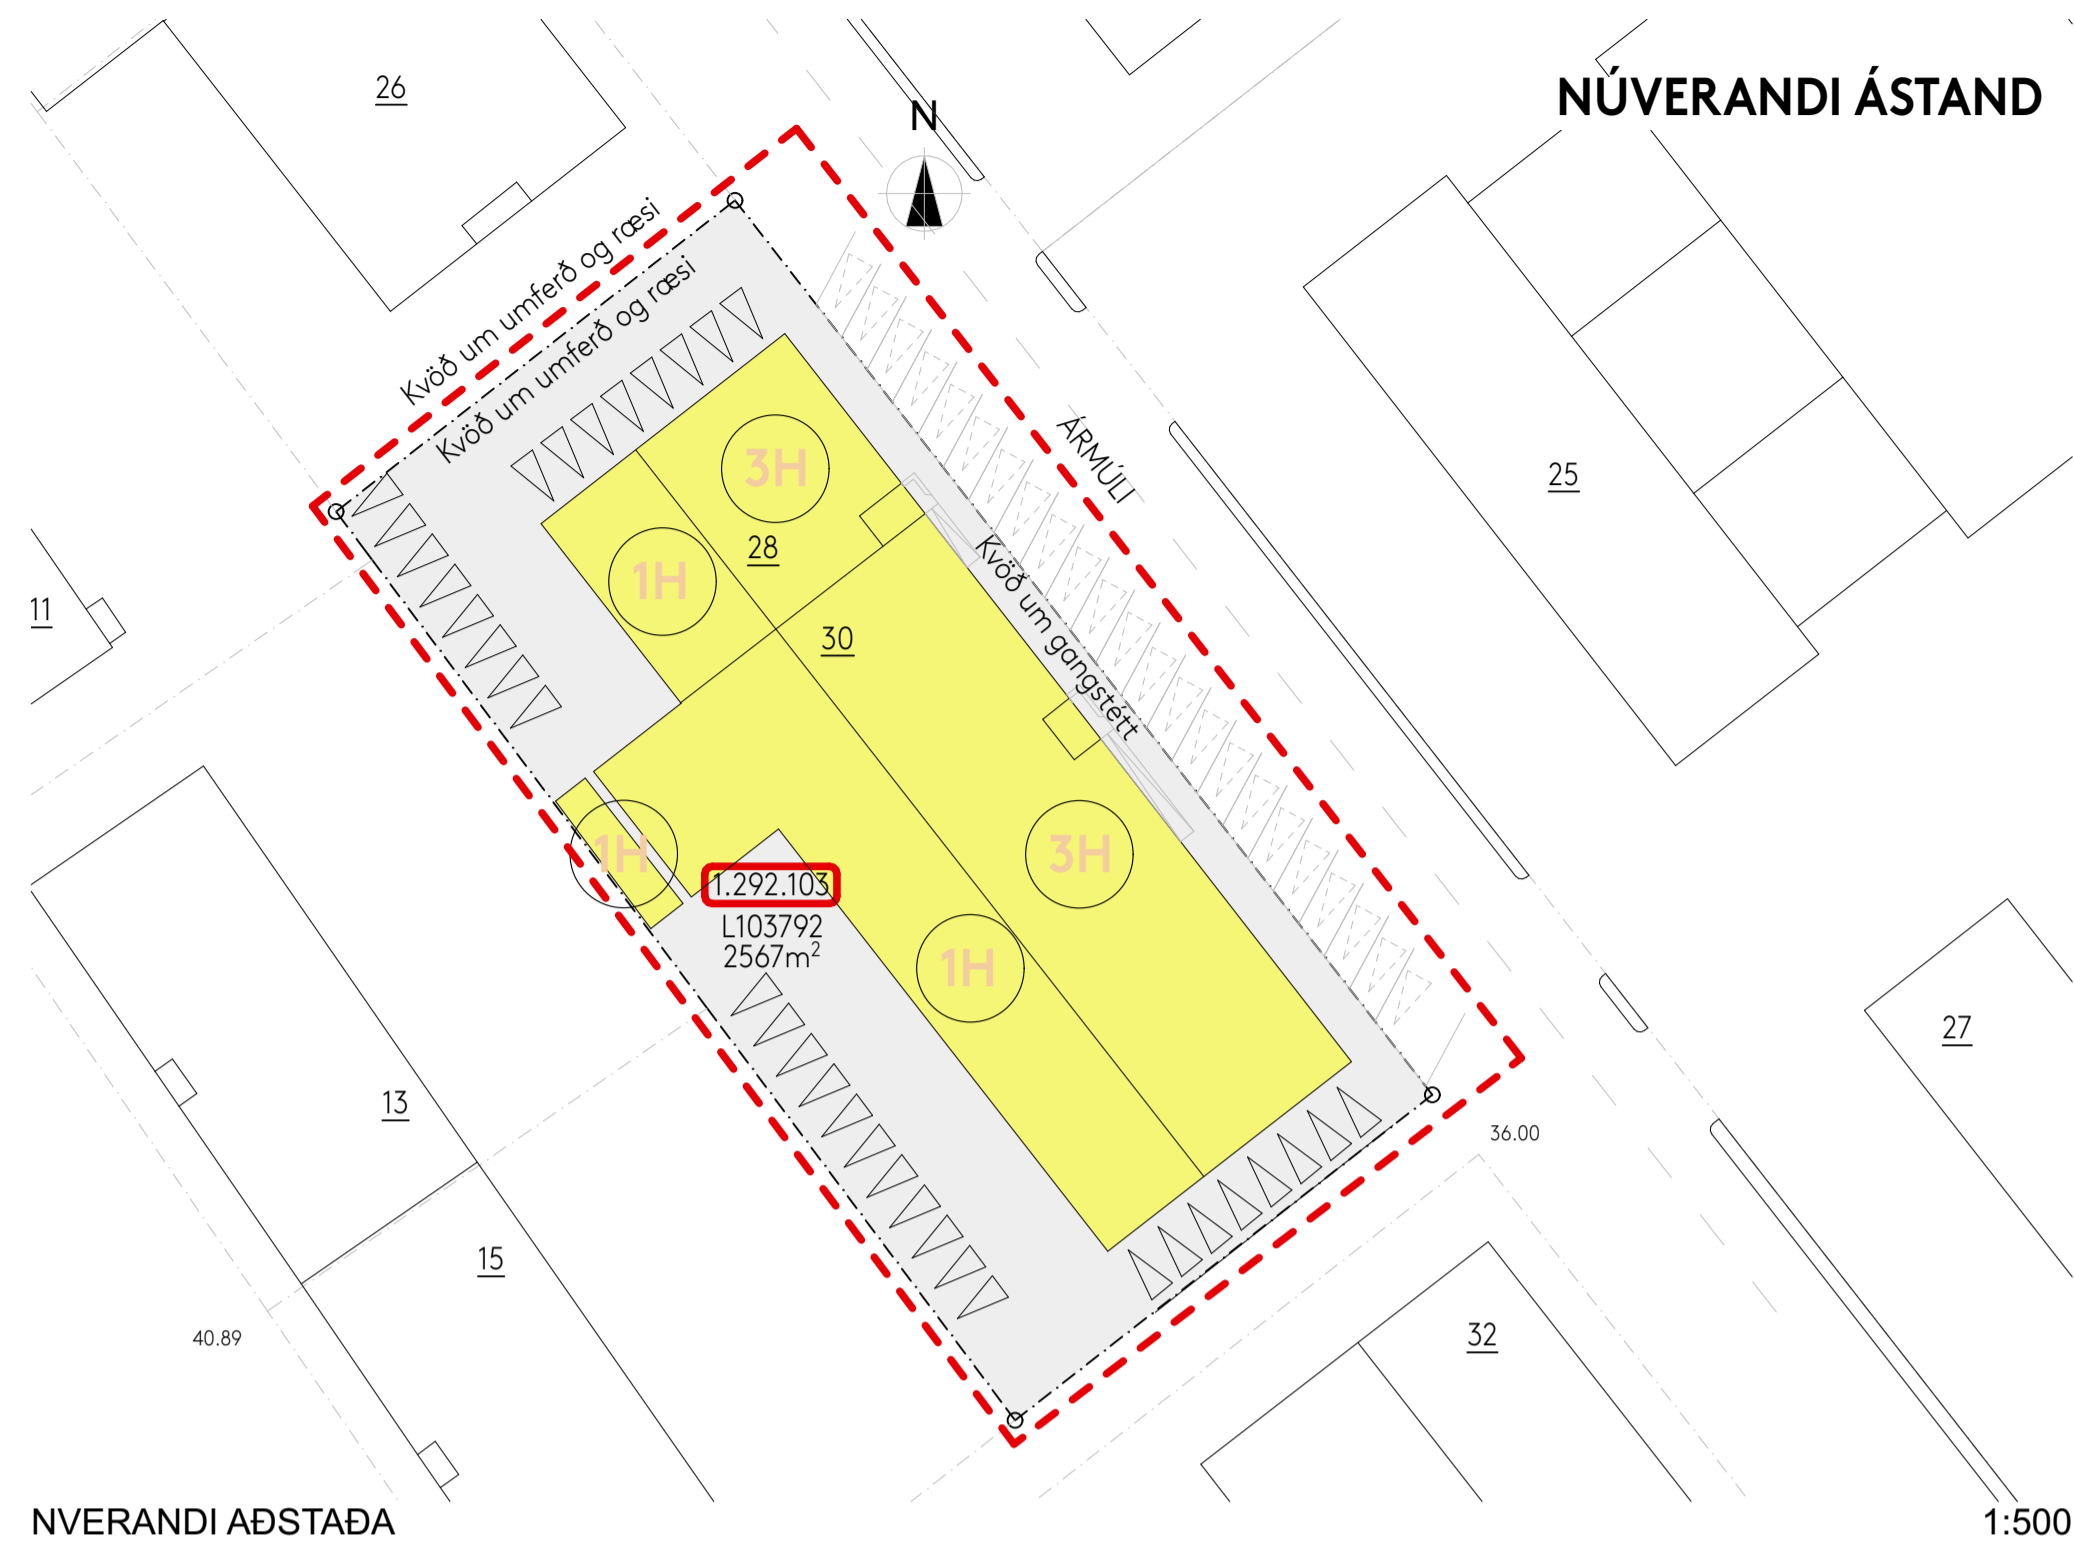 NÚVERANDI ÁSTAND
26
N
Kvöð um umferð og ræsi
Kvöð um umferð og ræsi
ÁRMÚLI
25
3H
28
1H
11
30
Kvöð um gangstétt
1H
3H
1.292.103
L103792
2567m²
1H
27
13
36.00
15
32
40.89
NVERANDI AÐSTAÐA
1:500